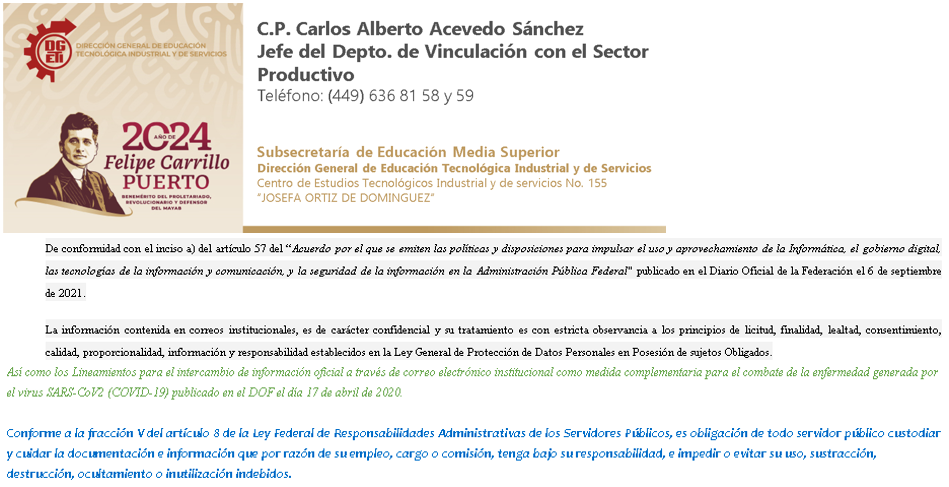 DGETI
DIRECCIÓN GENERAL DE EDUCACIÓN
TECNOLÓGICA INDUSTRIAL Y DE SERVICIOS
2024
AÑO DE
Felipe Carrillo
PUERTO
BENEMÉRITO DEL PROLETARIADO,
REVOLUCIONARIO Y DEFENSOR
DEL MAYAB
C.P. Carlos Alberto Acevedo Sánchez
Jefe del Depto. de Vinculación con el Sector
Productivo
Teléfono: (449) 636 81 58 y 59
Subsecretaría de Educación Media Superior
Dirección General de Educación Tecnológica Industrial y de Servicios
Centro de Estudios Tecnológicos Industrial y de servicios No. 155
“JOSEFA ORTIZ DE DOMINGUEZ”
De conformidad con el inciso a) del artículo 57 del “Acuerdo por el que se emiten las políticas y disposiciones para impulsar el uso y aprovechamiento de la Informática, el gobierno digital,
las tecnologías de la información y comunicación, y la seguridad de la información en la Administración Pública Federal” publicado en el Diario Oficial de la Federación el 6 de septiembre
de 2021.
La información contenida en correos institucionales, es de carácter confidencial y su tratamiento es con estricta observancia a los principios de licitud, finalidad, lealtad, consentimiento,
calidad, proporcionalidad, información y responsabilidad establecidos en la Ley General de Protección de Datos Personales en Posesión de sujetos Obligados.
Así como los Lineamientos para el intercambio de información oficial a través de correo electrónico institucional como medida complementaria para el combate de la enfermedad generada por
el virus SARS-CoV2 (COVID-19) publicado en el DOF el día 17 de abril de 2020.
Conforme a la fracción V del artículo 8 de la Ley Federal de Responsabilidades Administrativas de los Servidores Públicos, es obligación de todo servidor público custodiar
y cuidar la documentación e información que por razón de su empleo, cargo o comisión, tenga bajo su responsabilidad, e impedir o evitar su uso, sustracción,
destrucción, ocultamiento o inutilización indebidos.